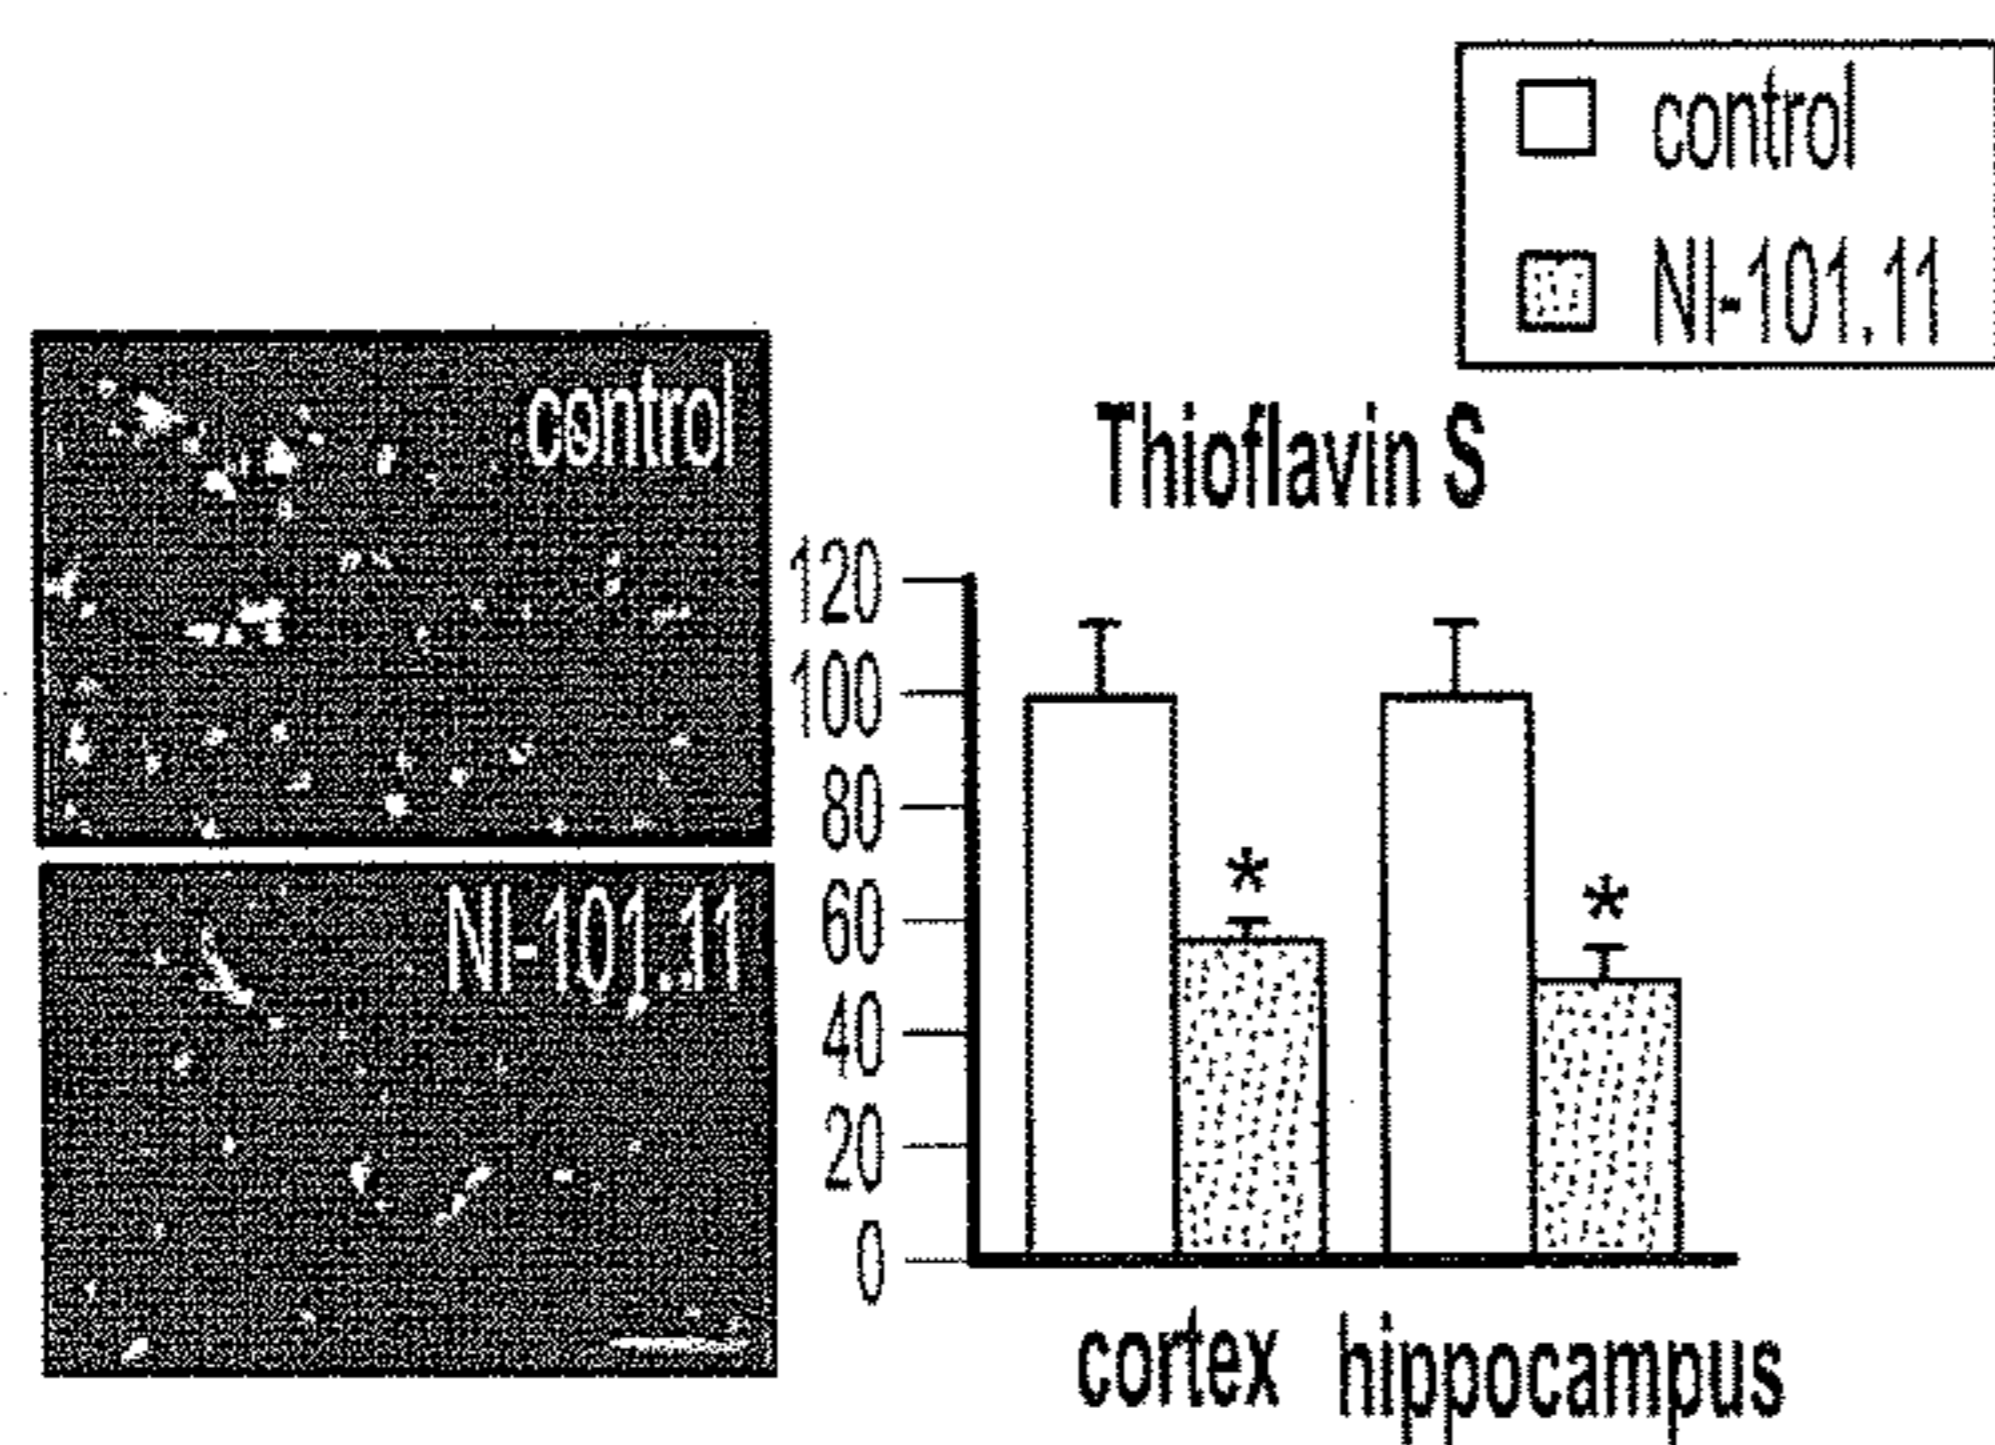 control
NI-101.11
control
NI-101.11
Thioflavin S
120
100
80
60
40
20
0
*
*
cortex hippocampus